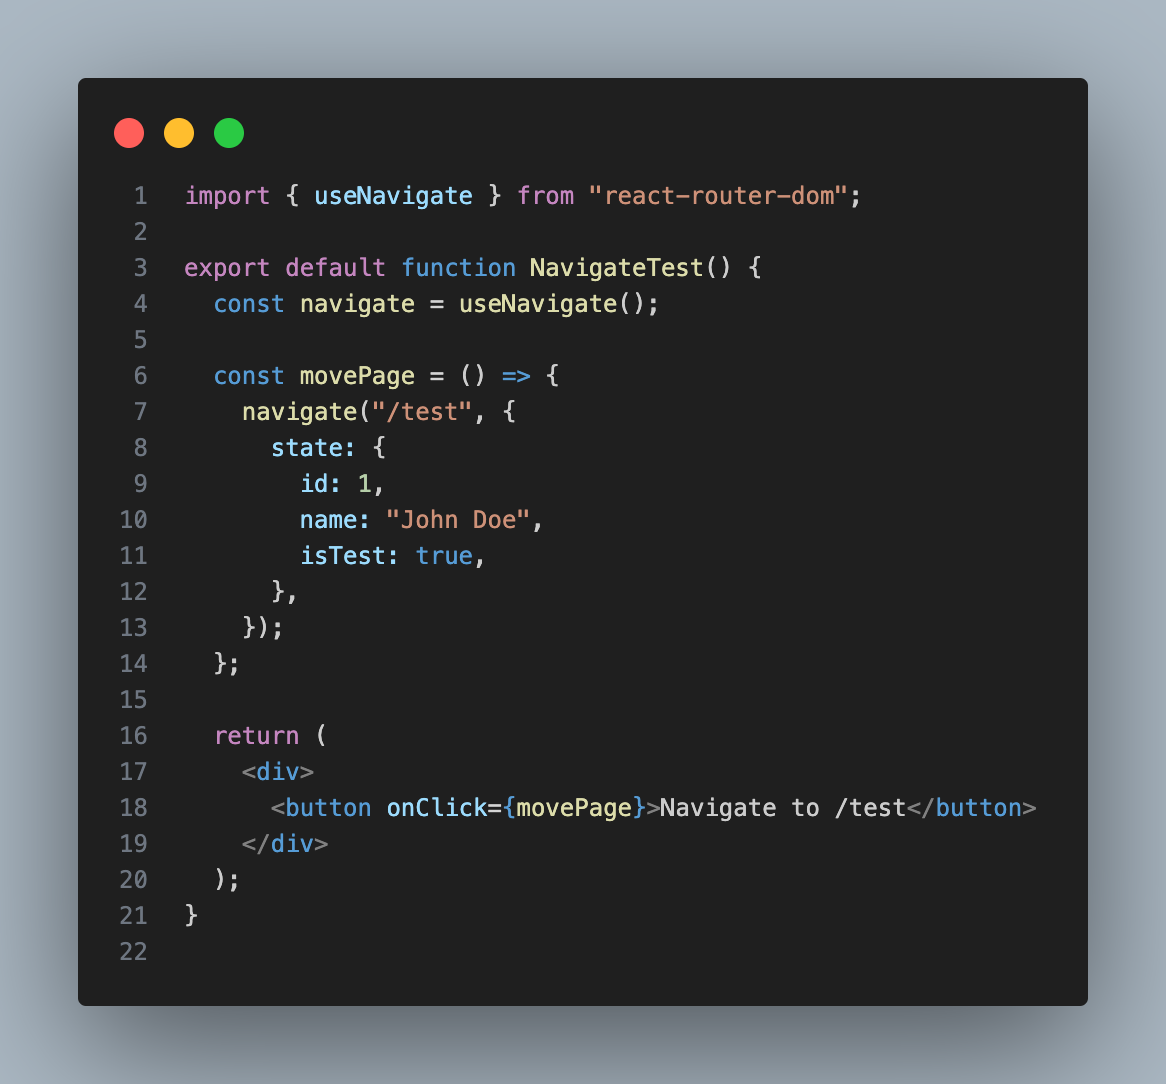 1 import { useNavigate } from "react-router-dom";
2
3 export default function NavigateTest() {
4   const navigate = useNavigate();
5
6   const movePage = () => {
7     navigate("/test", {
8       state: {
9         id: 1,
10         name: "John Doe",
11         isTest: true,
12       },
13     });
14   };
15
16   return (
17     <div>
18       <button onClick={movePage}>Navigate to /test</button>
19     </div>
20   );
21 }
22